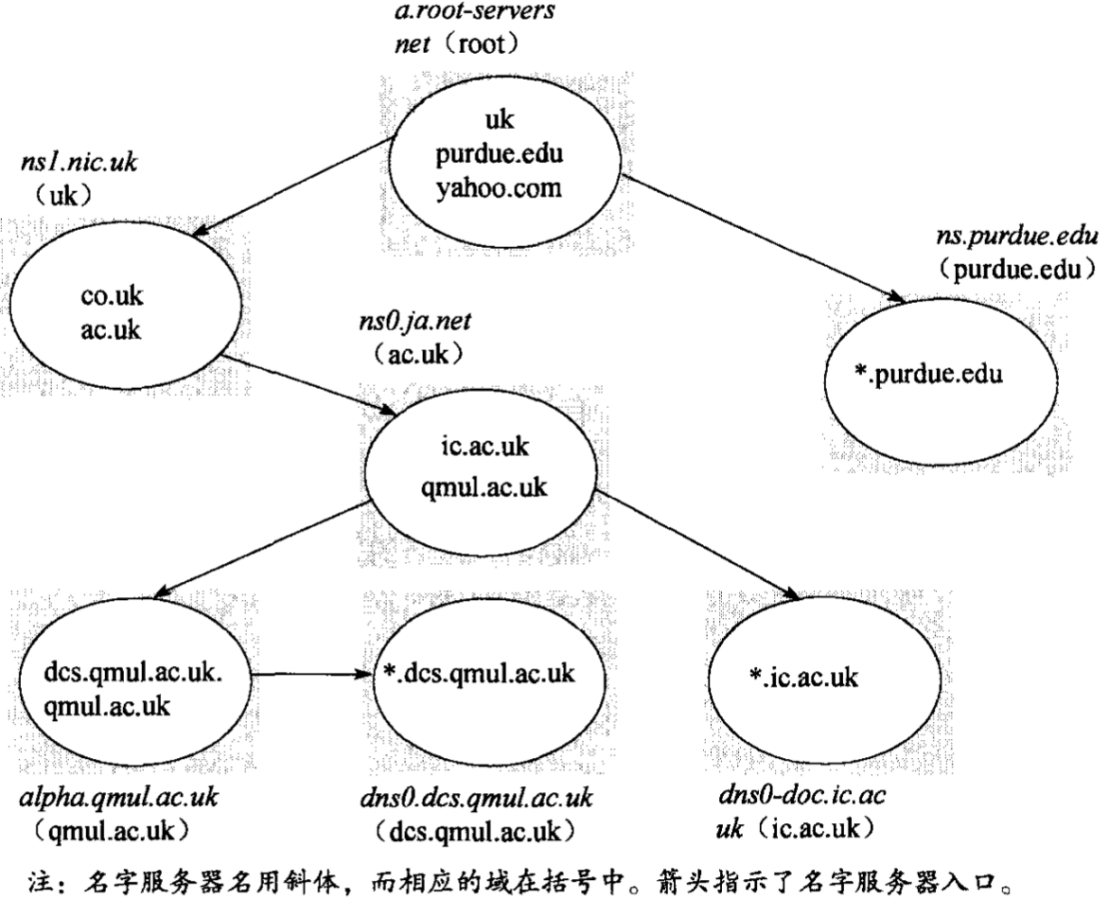 a.root-servers
net（root）
uk
purdue.edu
yahoo.com
ns1.nic.uk
（uk）
co.uk
ac.uk
ns.purdue.edu
（purdue.edu）
*.purdue.edu
ns0.ja.net
（ac.uk）
ic.ac.uk
qmul.ac.uk
dcs.qmul.ac.uk.
qmul.ac.uk
*.dcs.qmul.ac.uk
*.ic.ac.uk
alpha.qmul.ac.uk
（qmul.ac.uk）
dns0.dcs.qmul.ac.uk
（dcs.qmul.ac.uk）
dns0-doc.ic.ac
uk（ic.ac.uk）
注：名字服务器名用斜体，而相应的域在括号中。箭头指示了名字服务器入口。